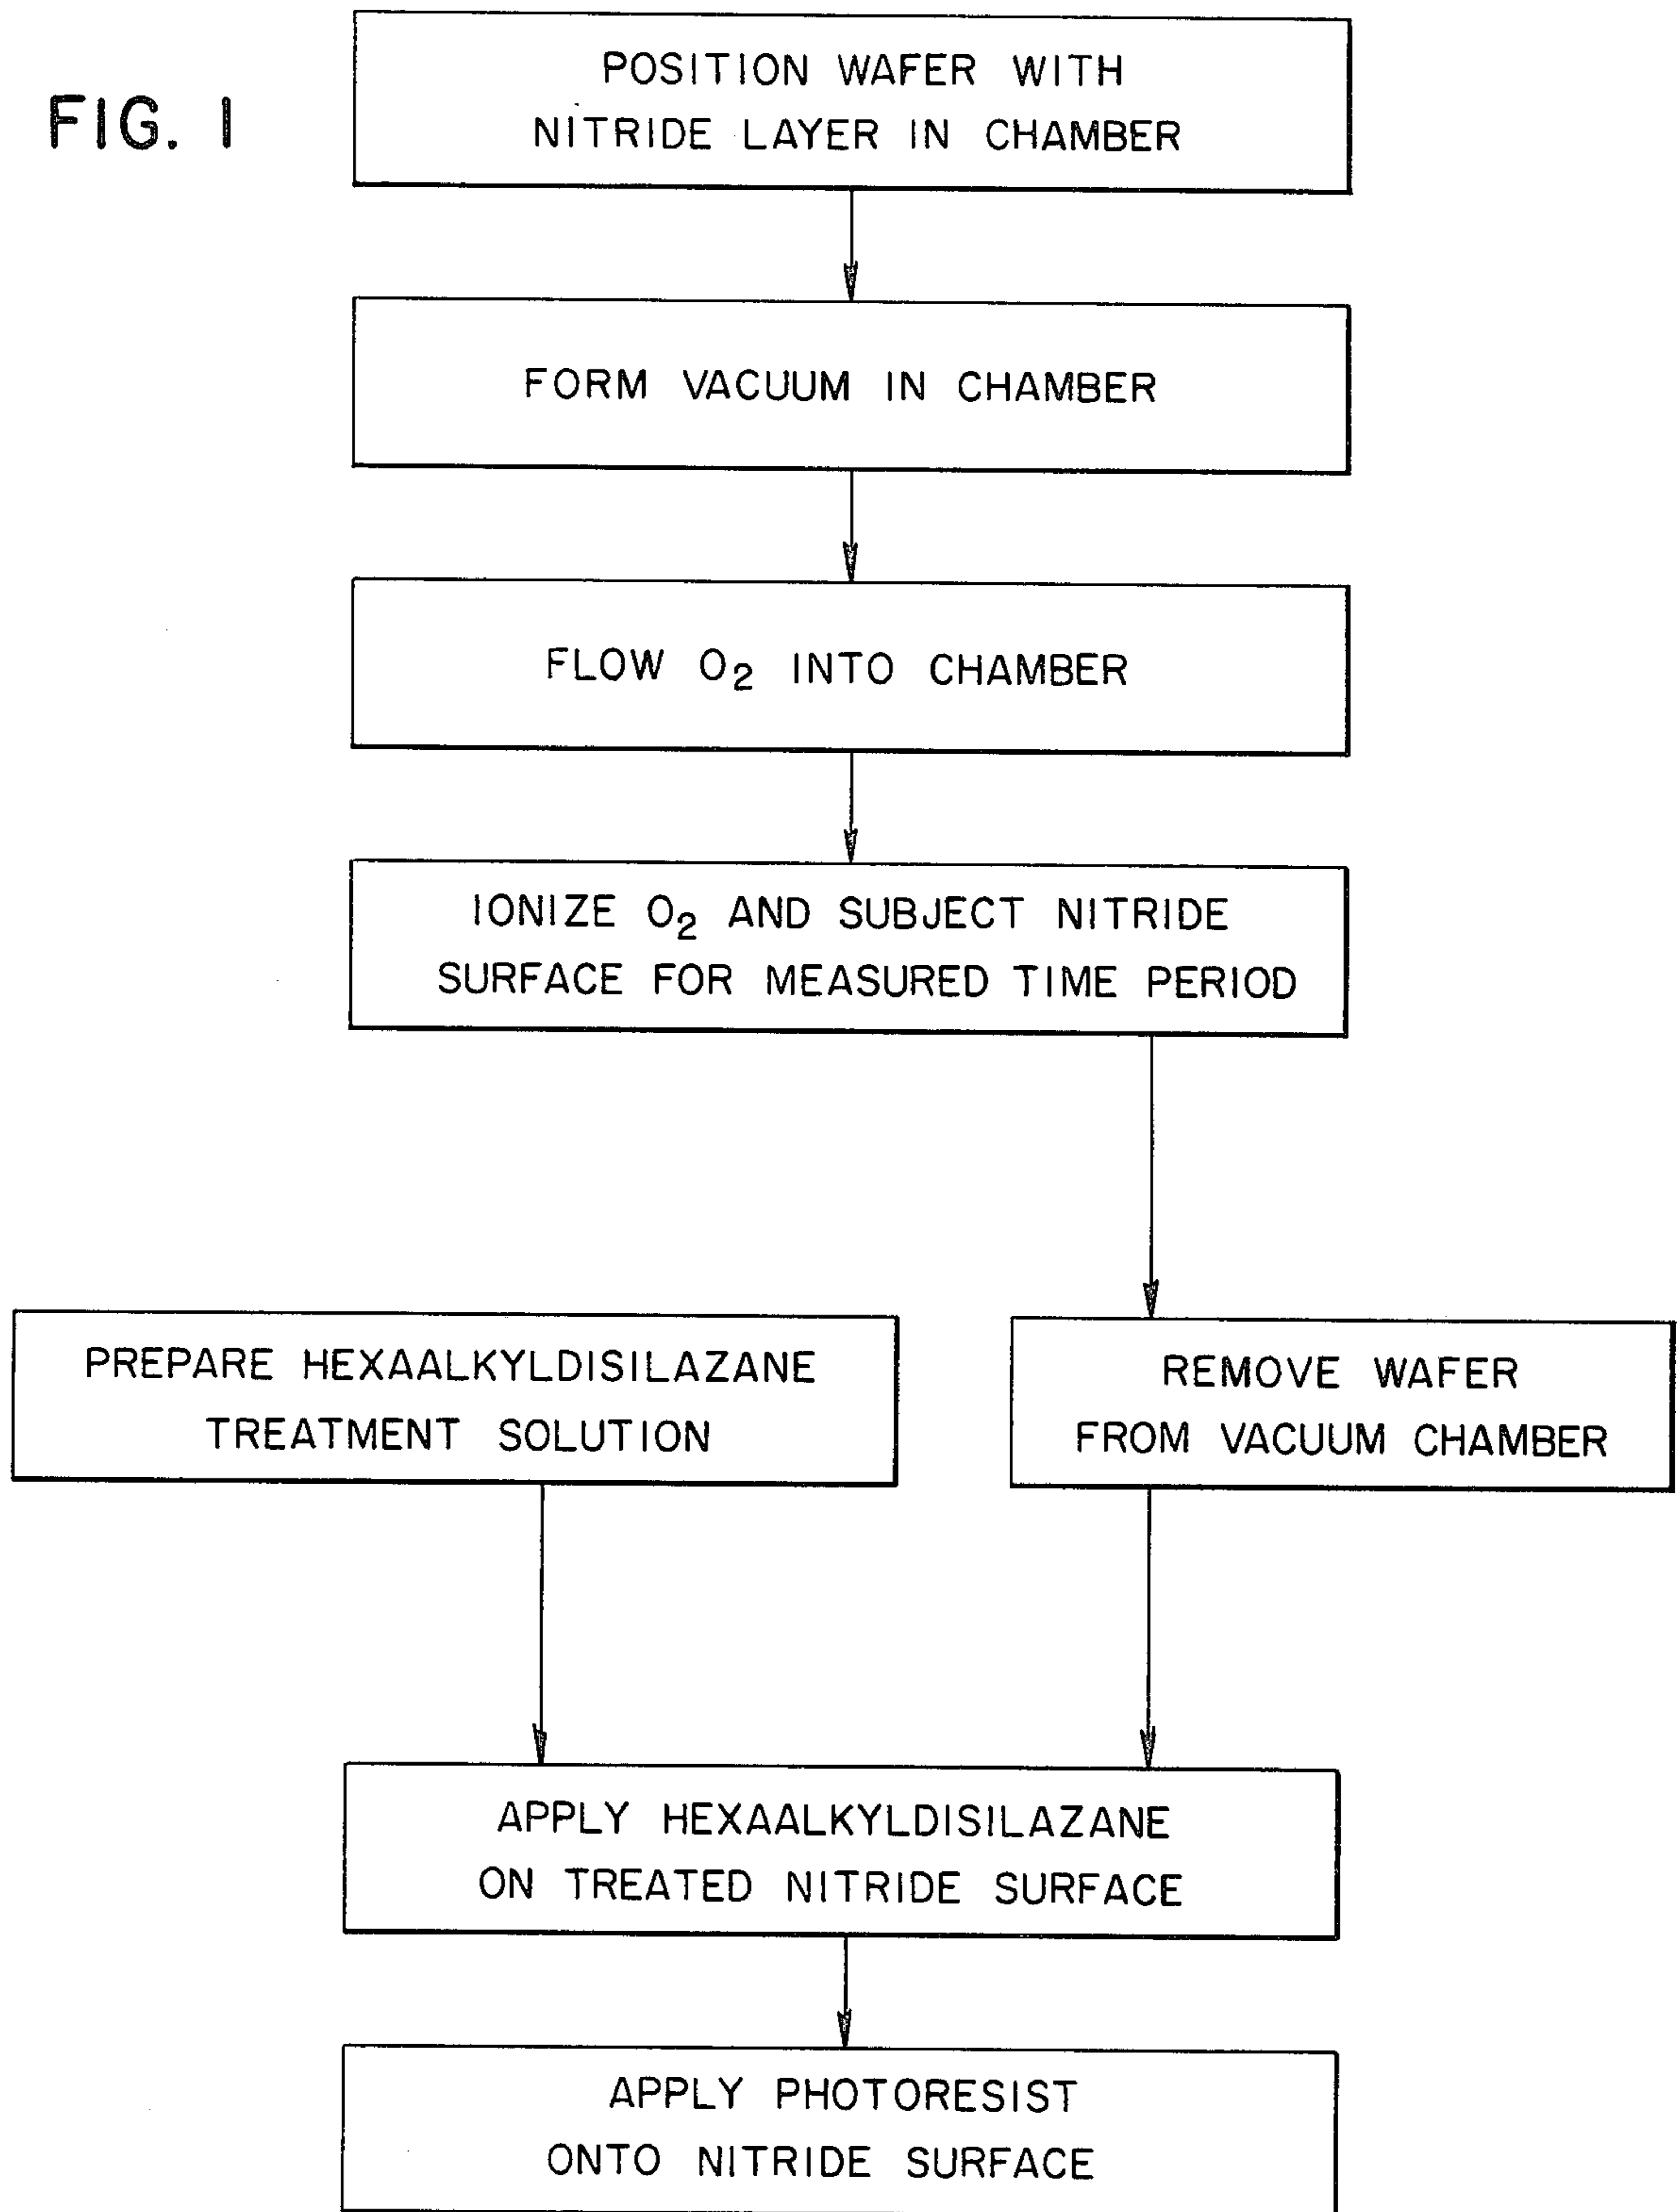 FIG. 1
POSITION WAFER WITH
NITRIDE LAYER IN CHAMBER
FORM VACUUM IN CHAMBER
FLOW O2 INTO CHAMBER
IONIZE O2 AND SUBJECT NITRIDE
SURFACE FOR MEASURED TIME PERIOD
PREPARE HEXAALKYLDISILAZANE
TREATMENT SOLUTION
REMOVE WAFER
FROM VACUUM CHAMBER
APPLY HEXAALKYLDISILAZANE
ON TREATED NITRIDE SURFACE
APPLY PHOTORESIST
ONTO NITRIDE SURFACE